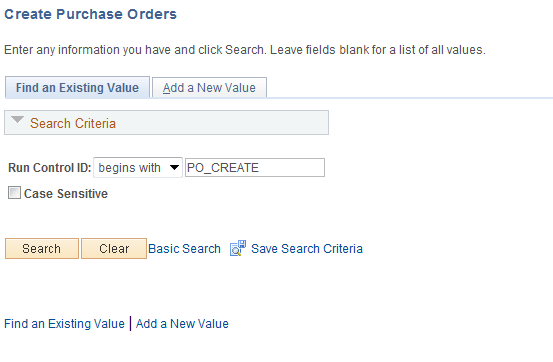 Create Purchase Orders
Enter any information you have and click Search. Leave fields blank for a list of all values.
Find an Existing Value Add a New Value
Search Criteria
Run Control ID: begins with PO_CREATE
Case Sensitive
Search Clear Basic Search Save Search Criteria
Find an Existing Value | Add a New Value